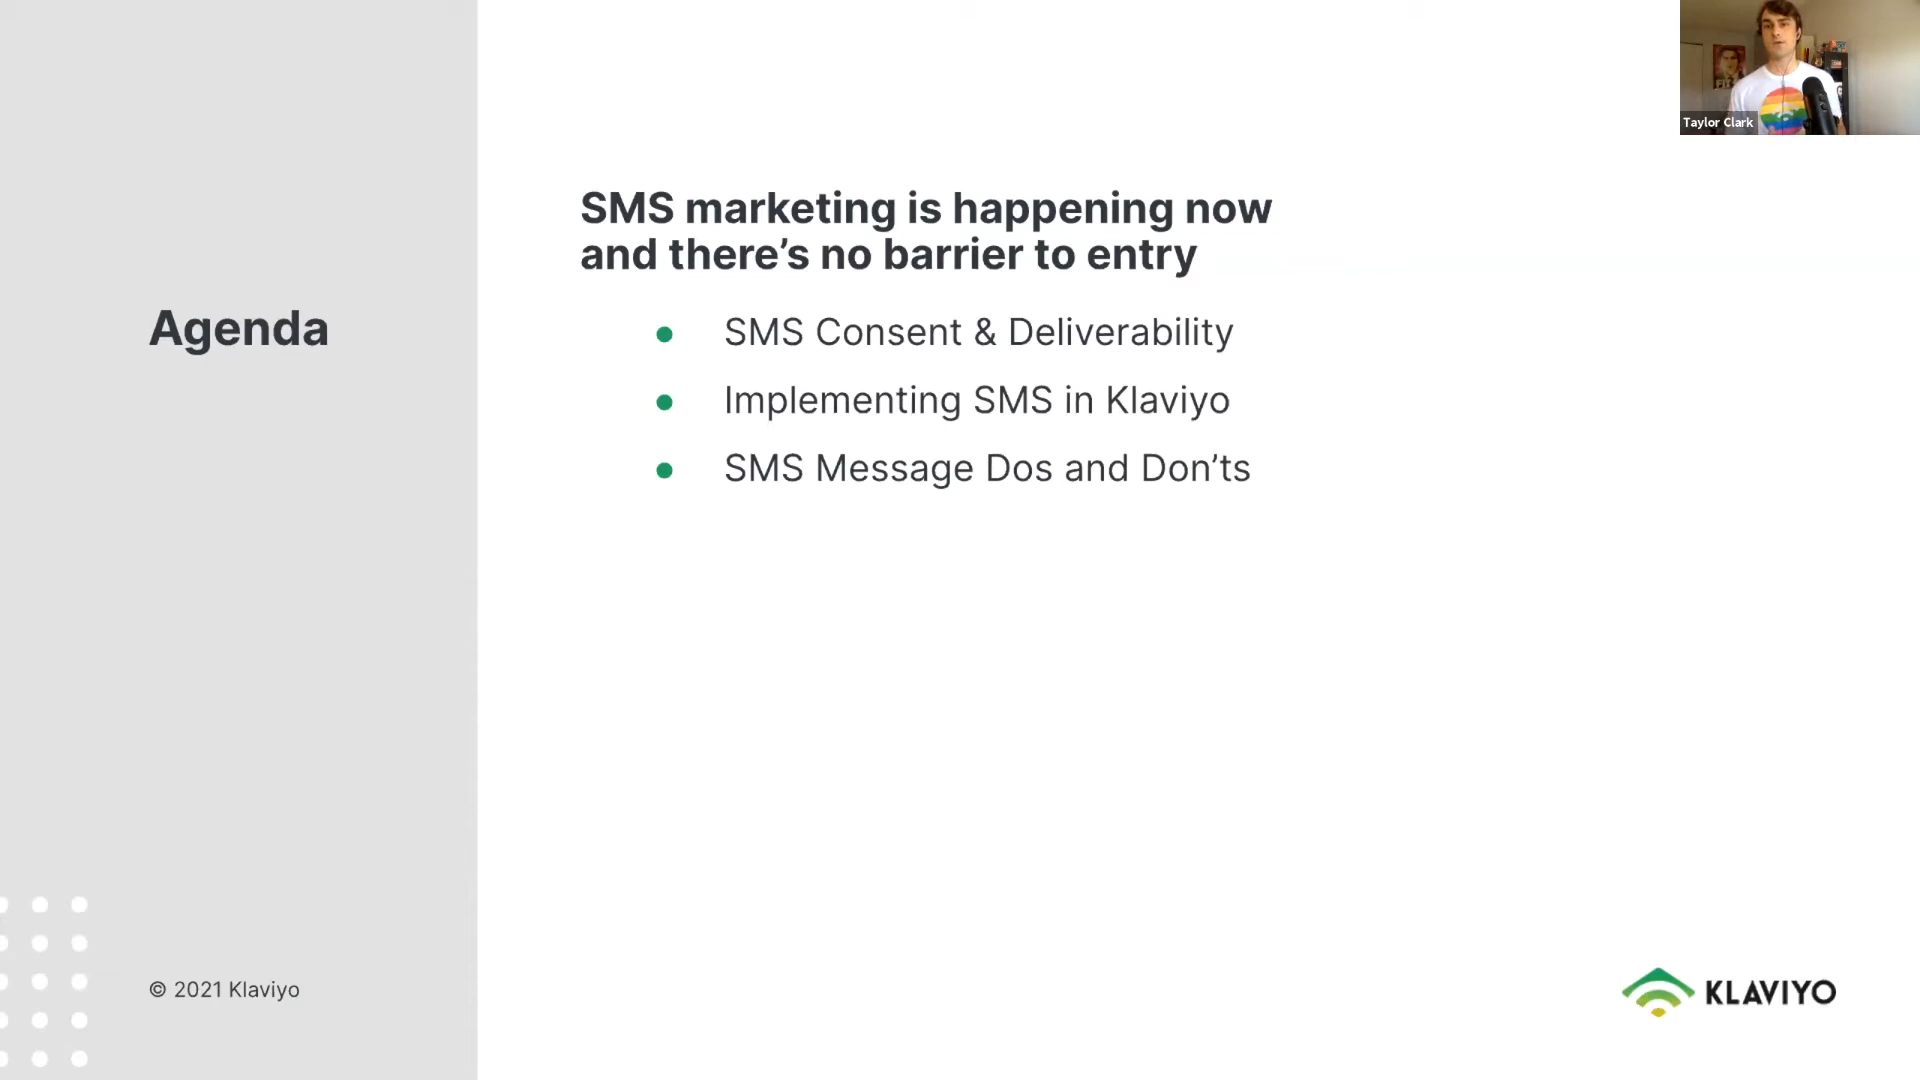 Taylor Clark
SMS marketing is happening now
and there’s no barrier to entry
Agenda
SMS Consent & Deliverability
Implementing SMS in Klaviyo
SMS Message Dos and Don’ts
© 2021 Klaviyo
KLAVIYO